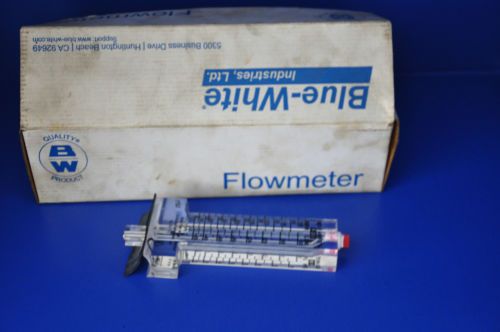 Blue-White®
Industries, Ltd.
5300 Business Drive | Huntington Beach | CA 92649
Support: www.blue-white.com
QUALITY
BW
PRODUCT
Flowmeter